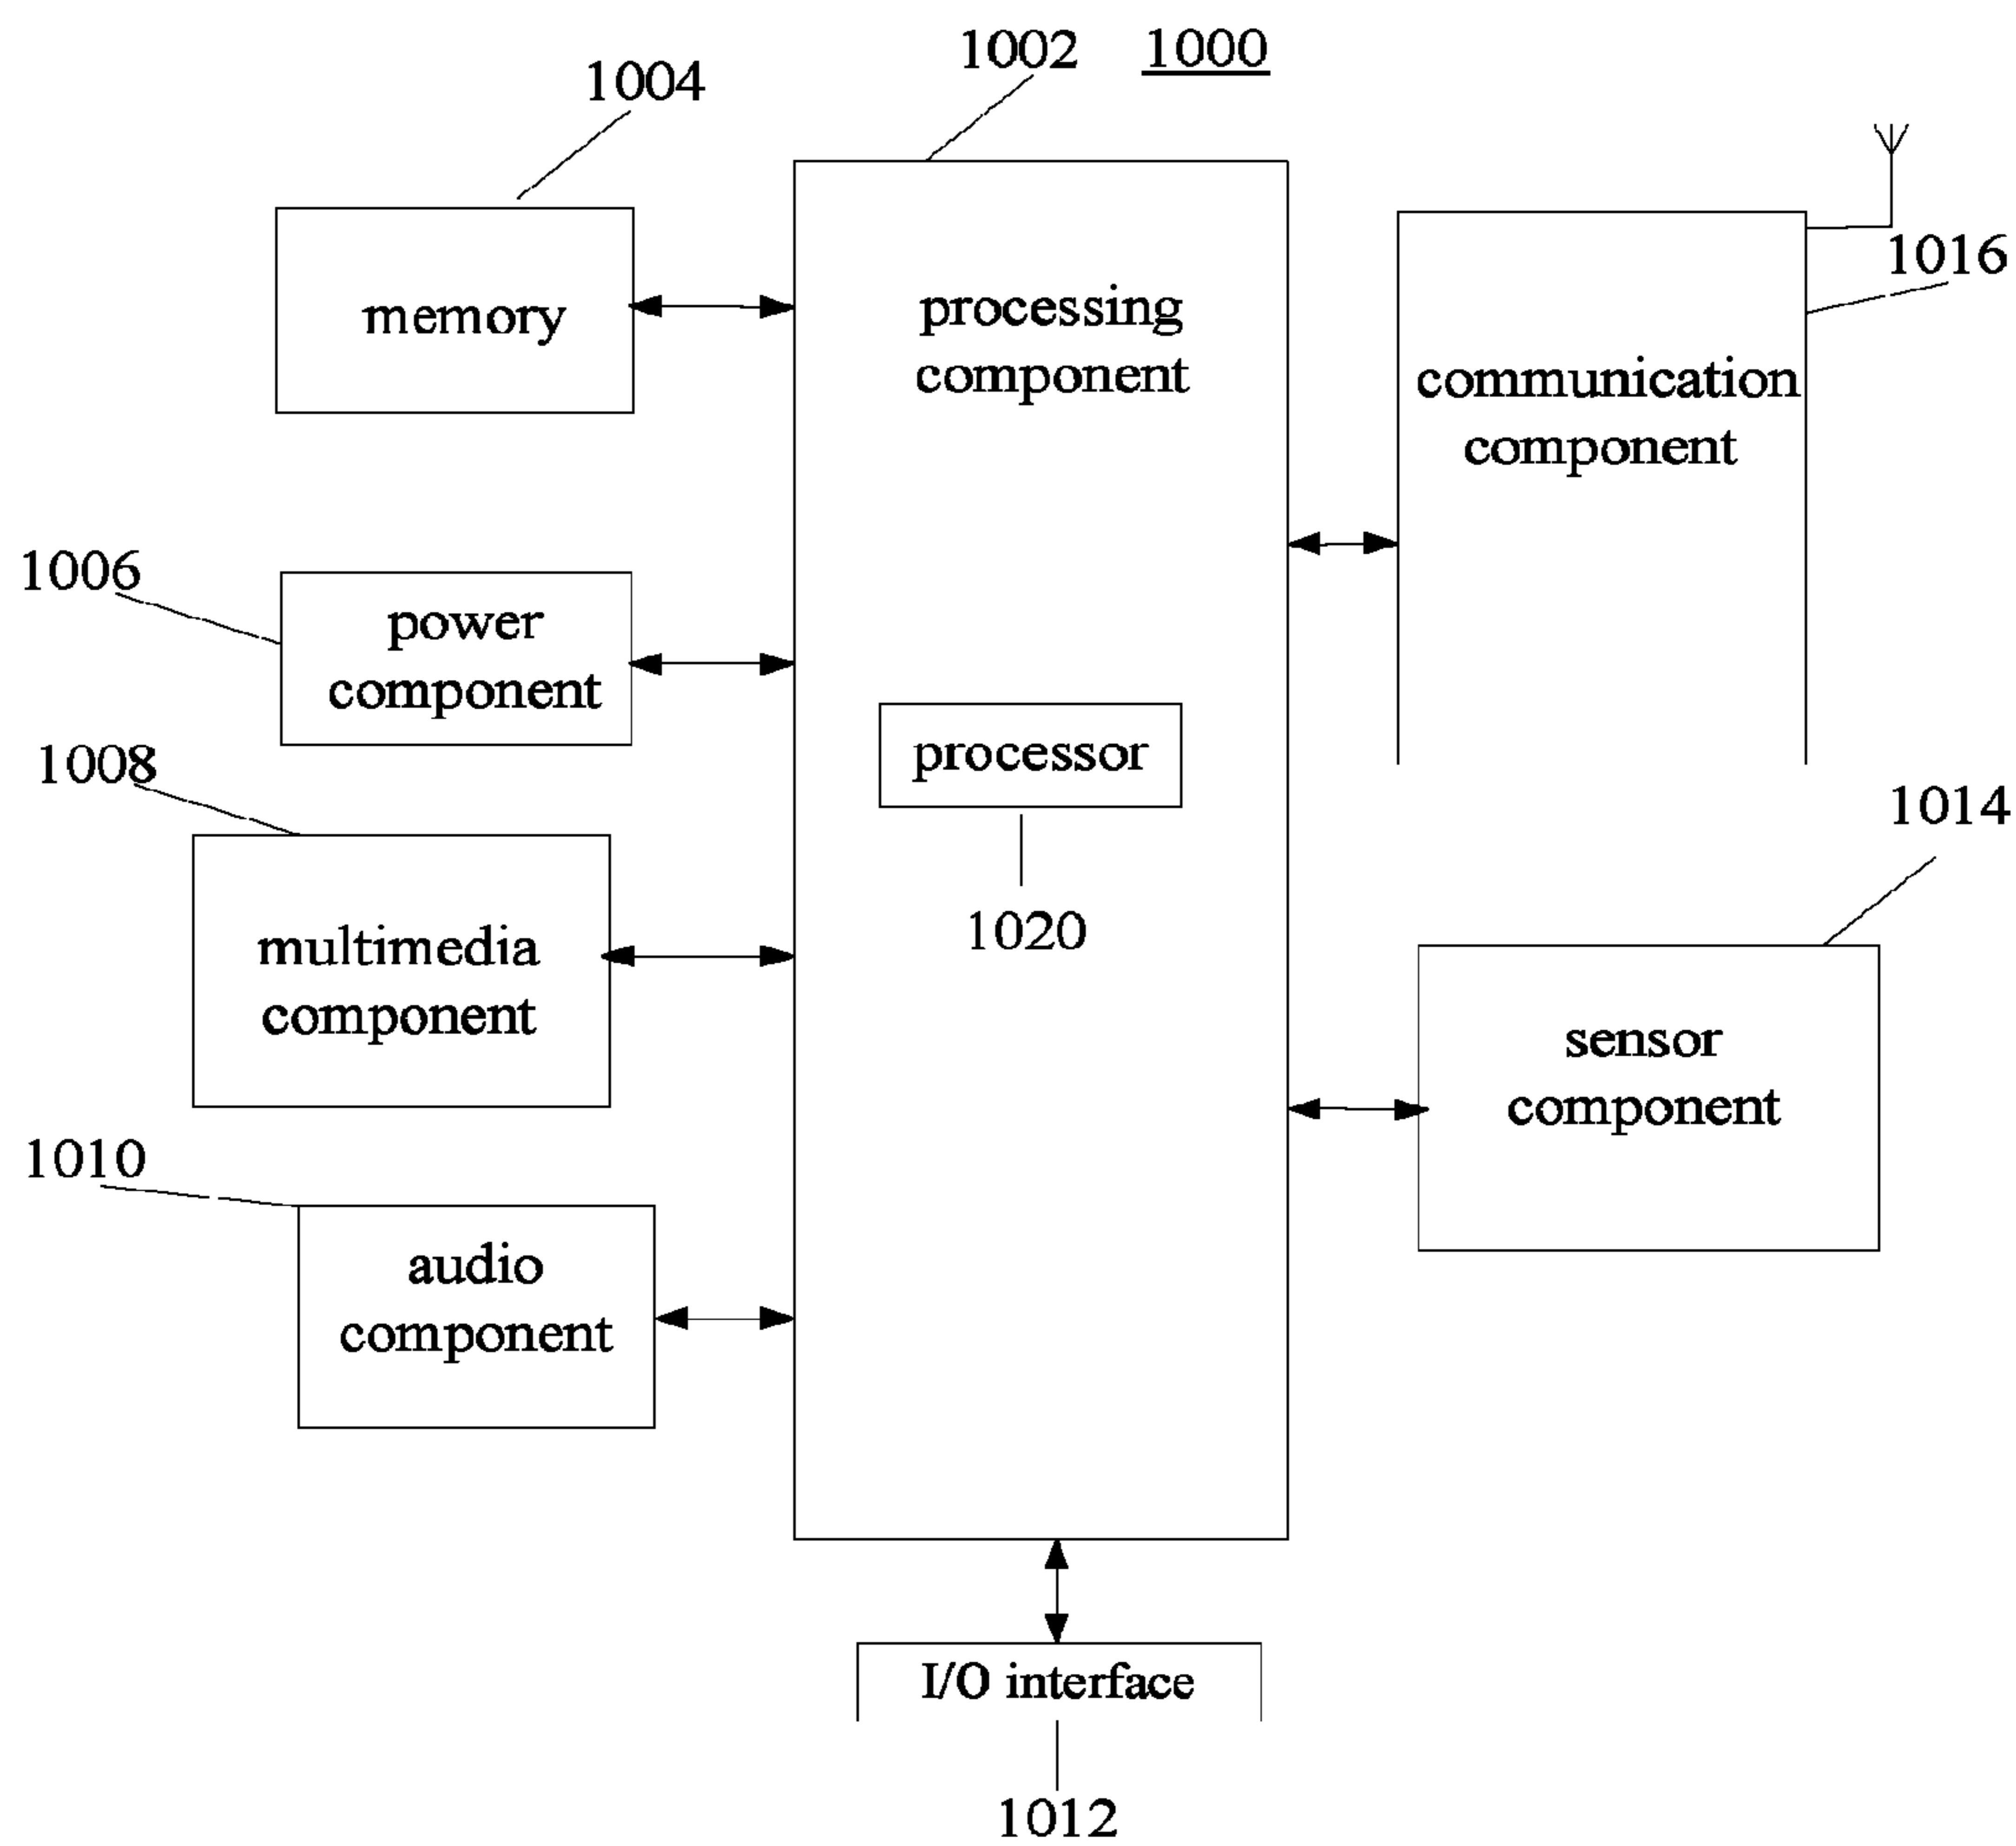 1002
1000
1004
memory
processing
component
1016
communication
component
1006
power
component
processor
1020
1008
multimedia
component
1014
sensor
component
1010
audio
component
I/O interface
1012